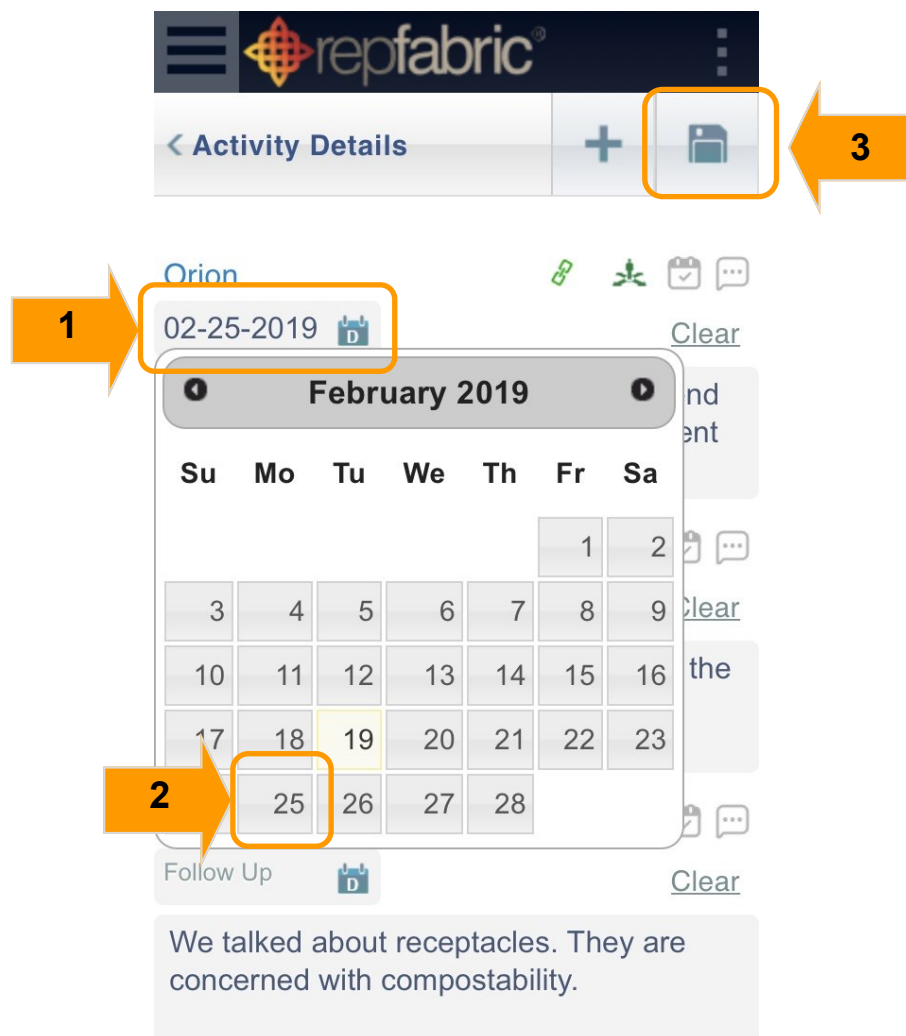 repfabric®
< Activity Details
3
Orion
1
02-25-2019 D
Clear
February 2019
nd
ent
Su Mo Tu We Th Fr Sa
1 2
3 4 5 6 7 8 9
Clear
10 11 12 13 14 15 16
the
17 18 19 20 21 22 23
2
25 26 27 28
Follow Up D
Clear
We talked about receptacles. They are
concerned with compostability.